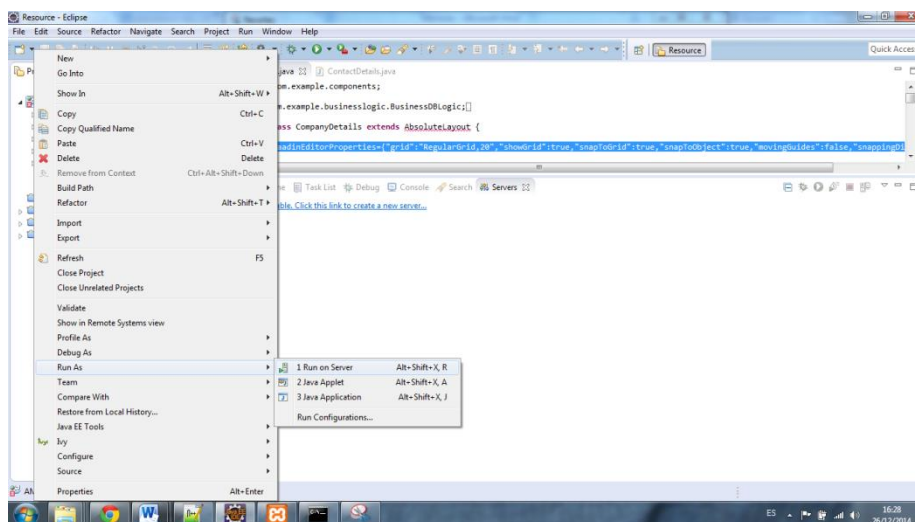 Resource - Eclipse
File Edit Source Refactor Navigate Search Project Run Window Help
Resource
Quick Acces
New
Go Into
Show In Alt+Shift+W
Copy Ctrl+C
Copy Qualified Name
Paste Ctrl+V
Delete Delete
Remove from Context Ctrl+Alt+Shift+Down
Build Path
Refactor Alt+Shift+T
Import
Export
Refresh F5
Close Project
Close Unrelated Projects
Validate
Show in Remote Systems view
Profile As
Debug As
Run As
Team
Compare With
Restore from Local History...
Java EE Tools
Ivy
Configure
Source
Properties Alt+Enter
1 Run on Server Alt+Shift+X, R
2 Java Applet Alt+Shift+X, A
3 Java Application Alt+Shift+X, J
Run Configurations...
java ContactDetails.java
om.example.components;
.example.businesslogic.BusinessDBLogic;
ss CompanyDetails extends AbsoluteLayout {
aadinEditorProperties={"grid":"RegularGrid,20","showGrid":true,"snapToGrid":true,"snapToObject":true,"movingGuides":false,"snappingDi
Task List Debug Console Search Servers
ble. Click this link to create a new server...
ES 16:28
26/12/2014